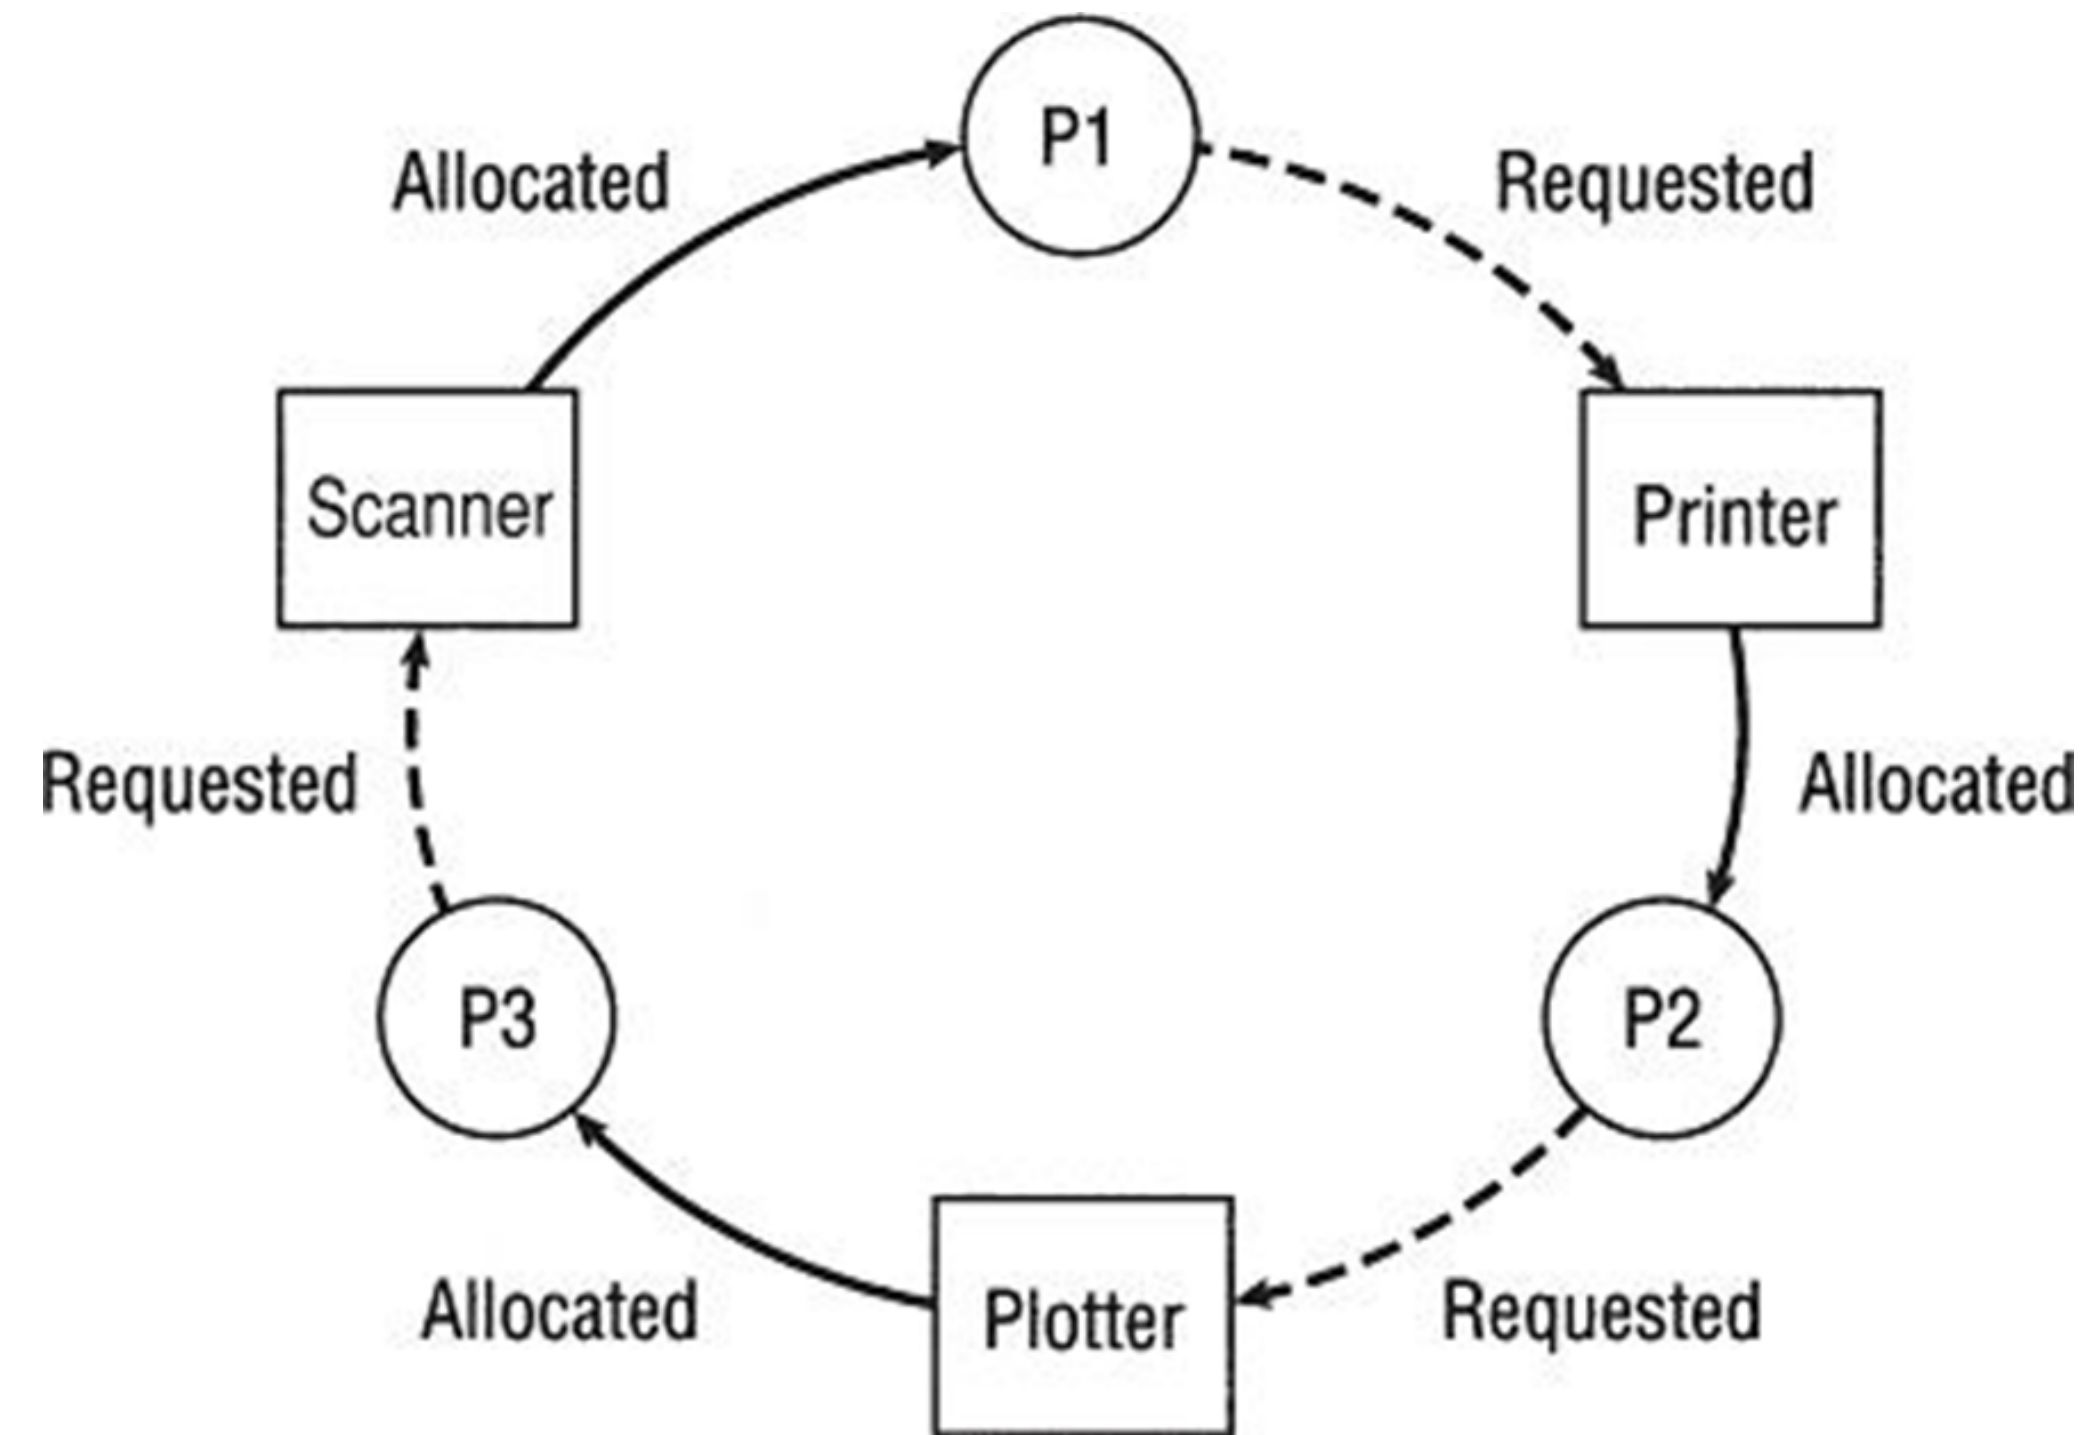 P1
Allocated
Requested
Scanner
Printer
Requested
Allocated
P3
P2
Allocated
Plotter
Requested